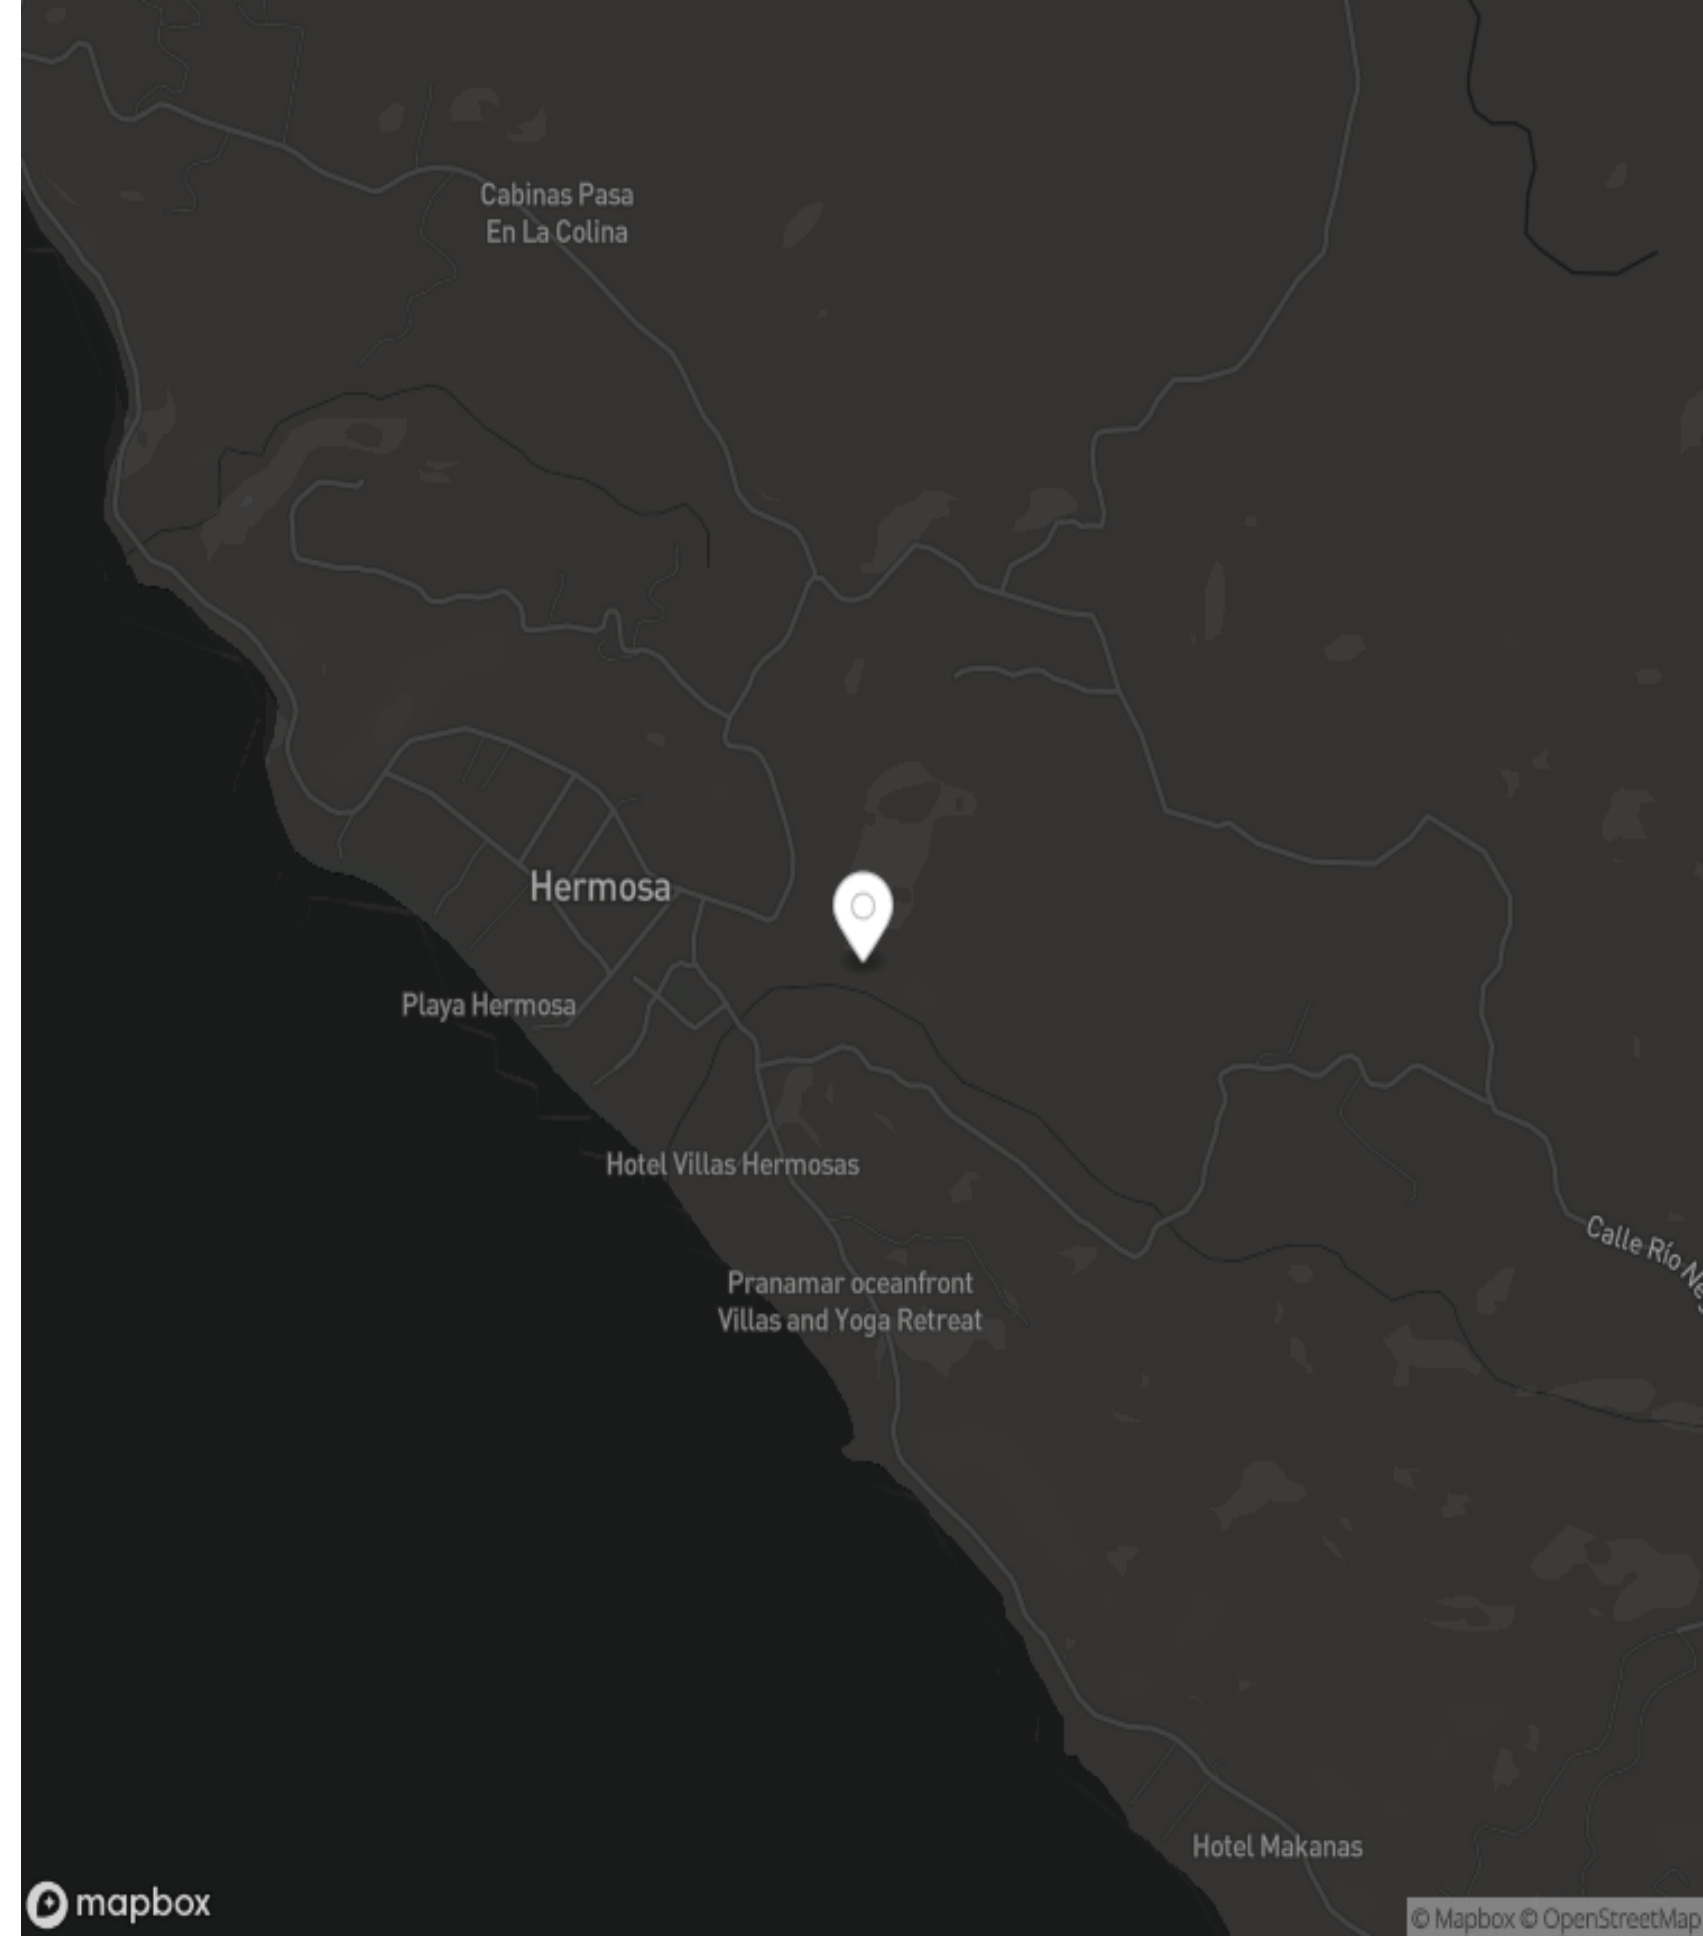 Cabinas Pasa
En La Colina
Hermosa
Playa Hermosa
Hotel Villas Hermosas
Calle Río Ne
Pranamar oceanfront
Villas and Yoga Retreat
Hotel Makanas
mapbox
© Mapbox © OpenStreetMap